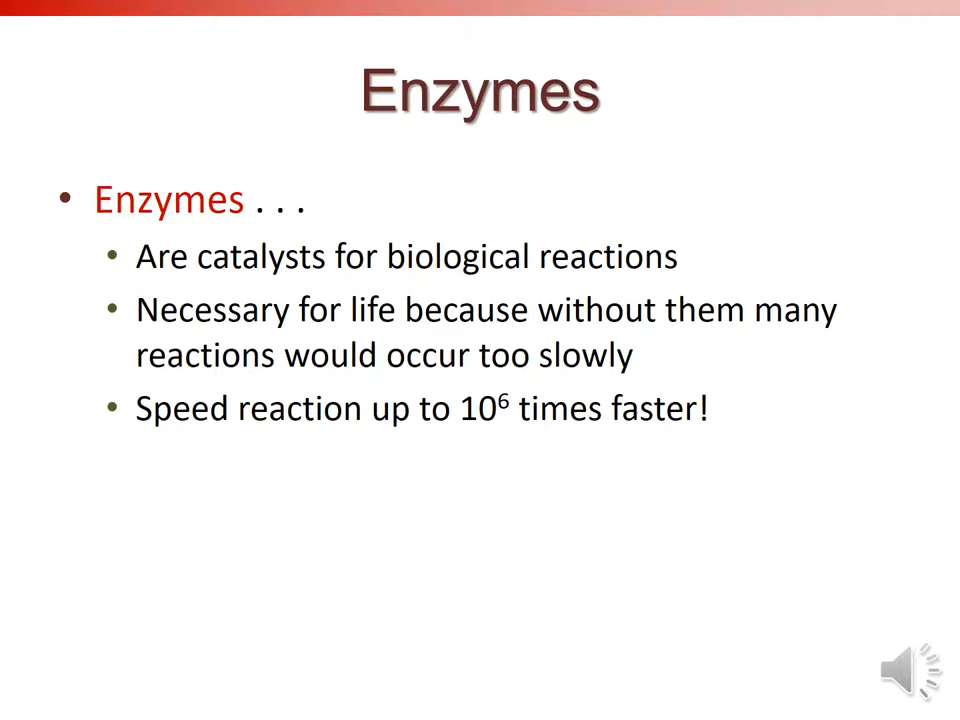 Enzymes
• Enzymes . . .
• Are catalysts for biological reactions
• Necessary for life because without them many
reactions would occur too slowly
• Speed reaction up to 10⁶ times faster!